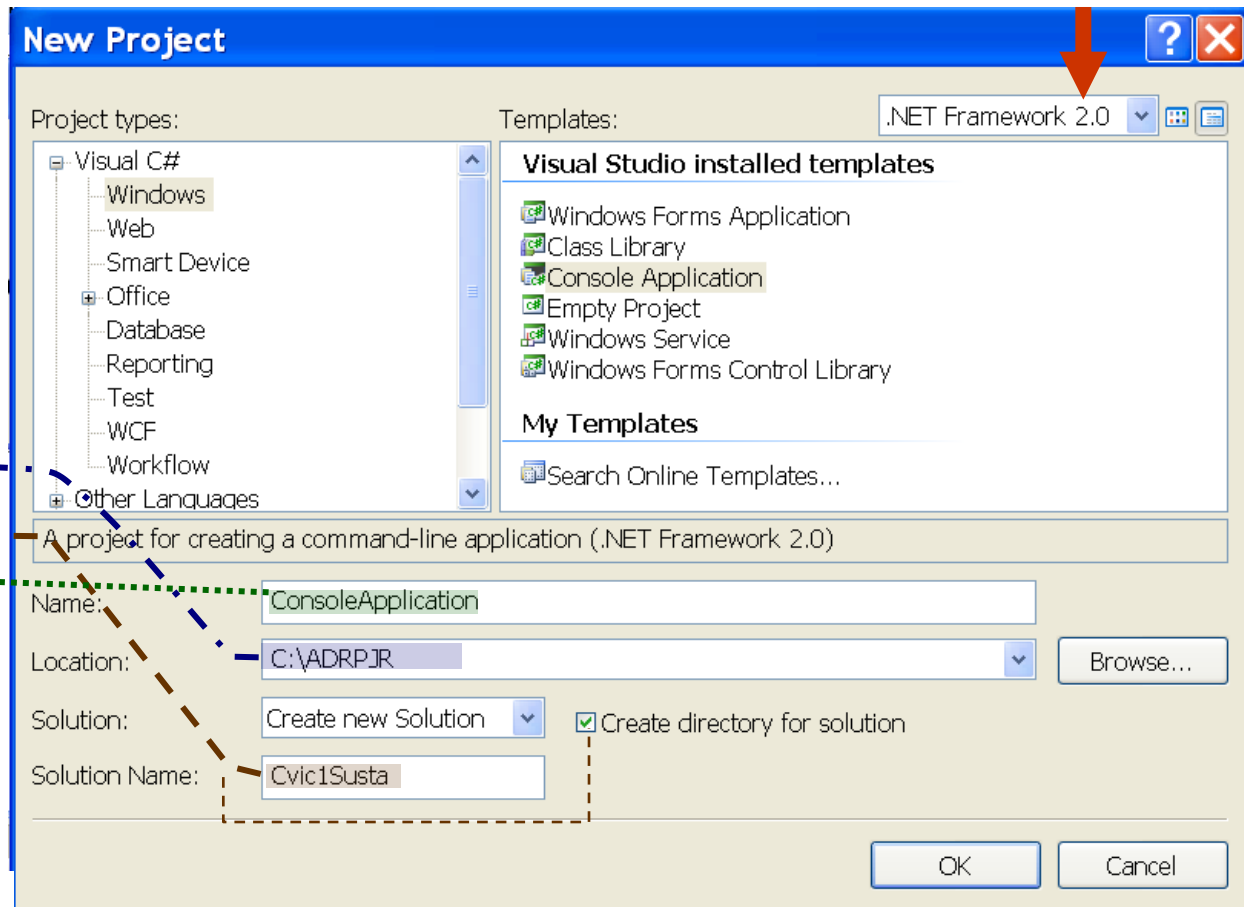 New Project
Project types:
Templates:
.NET Framework 2.0
Visual C#
Windows
Web
Smart Device
Office
Database
Reporting
Test
WCF
Workflow
Other Languages
Visual Studio installed templates
Windows Forms Application
Class Library
Console Application
Empty Project
Windows Service
Windows Forms Control Library
My Templates
Search Online Templates...
A project for creating a command-line application (.NET Framework 2.0)
Name:
ConsoleApplication
Location:
C:\ADRPJR
Browse...
Solution:
Create new Solution
Create directory for solution
Solution Name:
Cvic1Susta
OK
Cancel